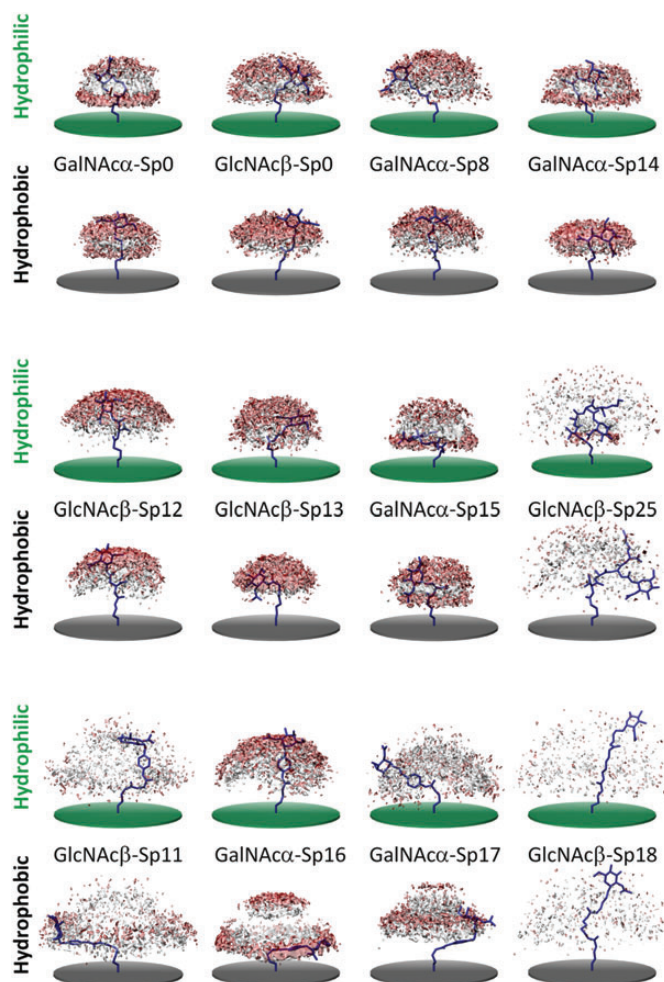 Hydrophilic
GalNAcα-Sp0 GlcNAcβ-Sp0 GalNAcα-Sp8 GalNAcα-Sp14
Hydrophobic
Hydrophilic
GlcNAcβ-Sp12 GlcNAcβ-Sp13 GalNAcα-Sp15 GlcNAcβ-Sp25
Hydrophobic
Hydrophilic
GlcNAcβ-Sp11 GalNAcα-Sp16 GalNAcα-Sp17 GlcNAcβ-Sp18
Hydrophobic